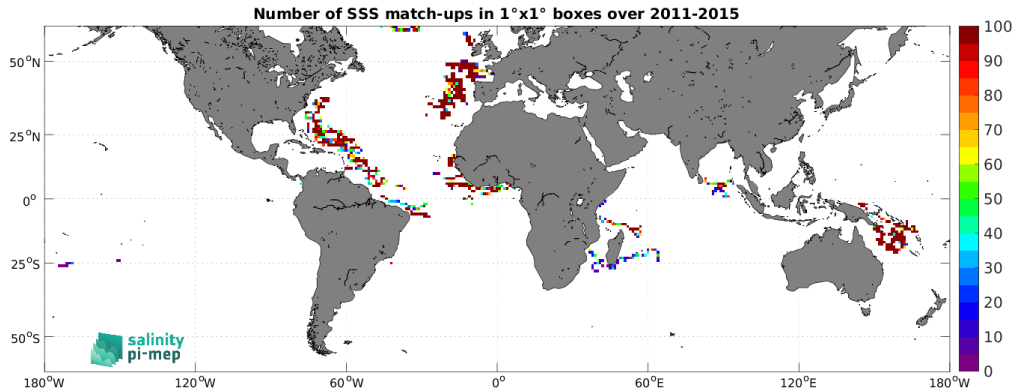 Number of SSS match-ups in 1°x1° boxes over 2011-2015
50°N
25°N
0°
25°S
50°S
180°W
120°W
60°W
0°
60°E
120°E
180°W
100
90
80
70
60
50
40
30
20
10
0
salinity
pi-mep